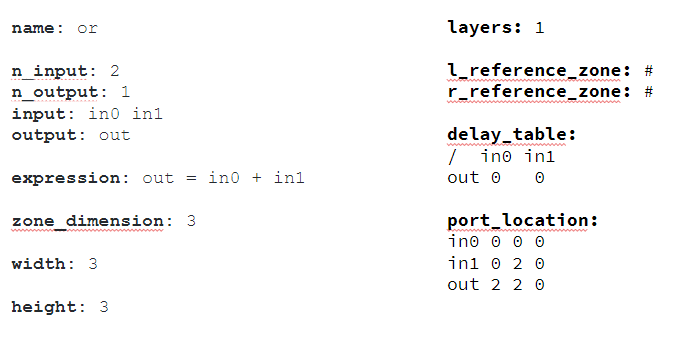 name: or
n_input: 2
n_output: 1
input: in0 in1
output: out
expression: out = in0 + in1
zone_dimension: 3
width: 3
height: 3
layers: 1
l_reference_zone: #
r_reference_zone: #
delay_table:
/  in0 in1
out 0   0
port_location:
in0 0 0 0
in1 0 2 0
out 2 2 0